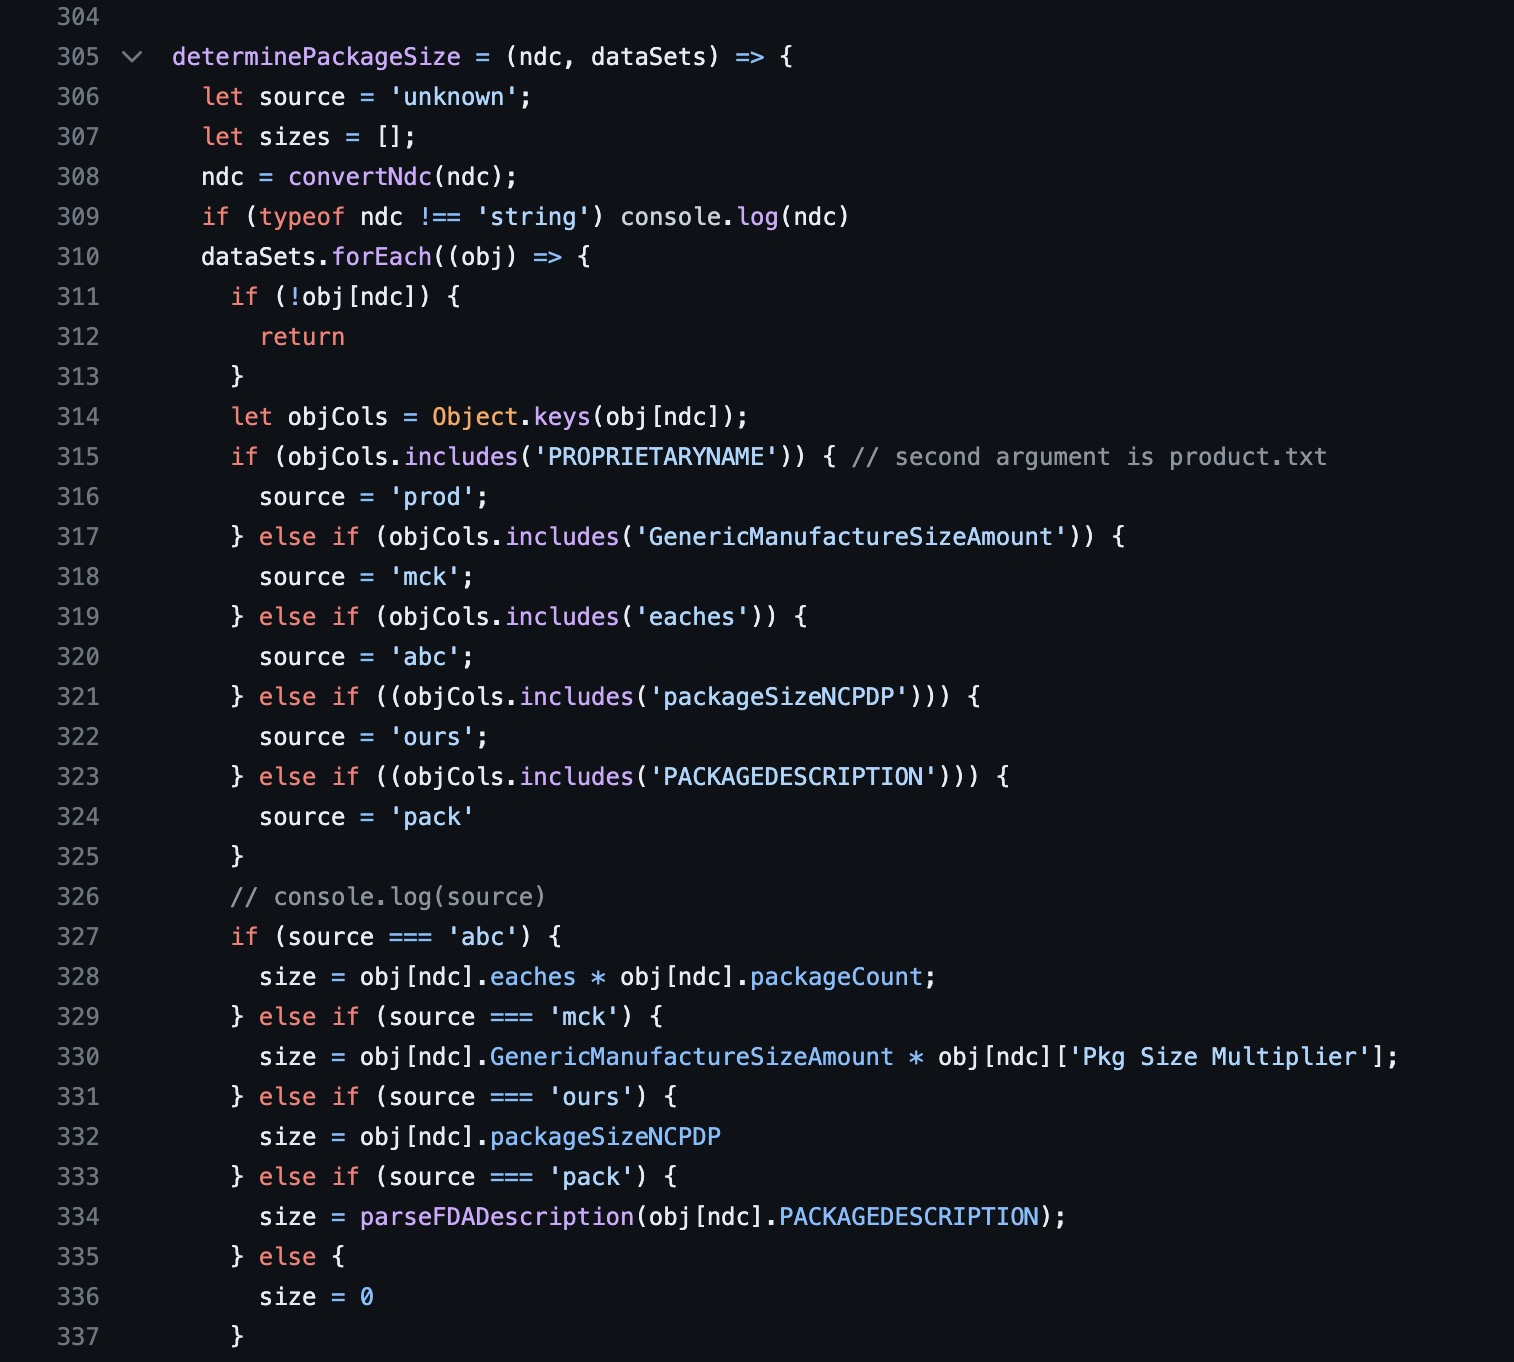 304
305 determinePackageSize = (ndc, dataSets) => {
306 let source = 'unknown';
307 let sizes = [];
308 ndc = convertNdc(ndc);
309 if (typeof ndc !== 'string') console.log(ndc)
310 dataSets.forEach((obj) => {
311 if (!obj[ndc]) {
312 return
313 }
314 let objCols = Object.keys(obj[ndc]);
315 if (objCols.includes('PROPRIETARYNAME')) { // second argument is product.txt
316 source = 'prod';
317 } else if (objCols.includes('GenericManufactureSizeAmount')) {
318 source = 'mck';
319 } else if (objCols.includes('eaches')) {
320 source = 'abc';
321 } else if ((objCols.includes('packageSizeNCPDP'))) {
322 source = 'ours';
323 } else if ((objCols.includes('PACKAGEDESCRIPTION'))) {
324 source = 'pack'
325 }
326 // console.log(source)
327 if (source === 'abc') {
328 size = obj[ndc].eaches * obj[ndc].packageCount;
329 } else if (source === 'mck') {
330 size = obj[ndc].GenericManufactureSizeAmount * obj[ndc]['Pkg Size Multiplier'];
331 } else if (source === 'ours') {
332 size = obj[ndc].packageSizeNCPDP
333 } else if (source === 'pack') {
334 size = parseFDADescription(obj[ndc].PACKAGEDESCRIPTION);
335 } else {
336 size = 0
337 }